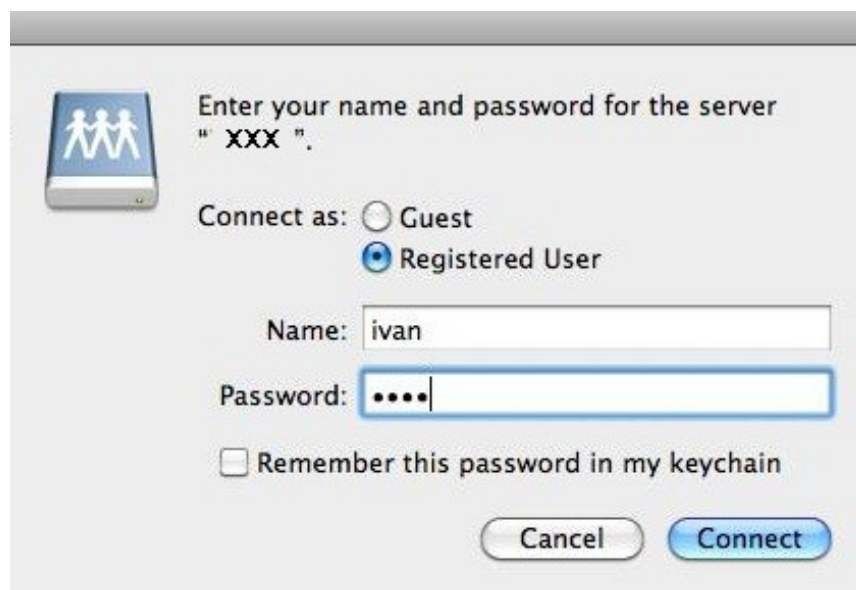 Enter your name and password for the server
“ XXX ”.
Connect as: Guest
Registered User
Name: ivan
Password: ••••
Remember this password in my keychain
Cancel Connect